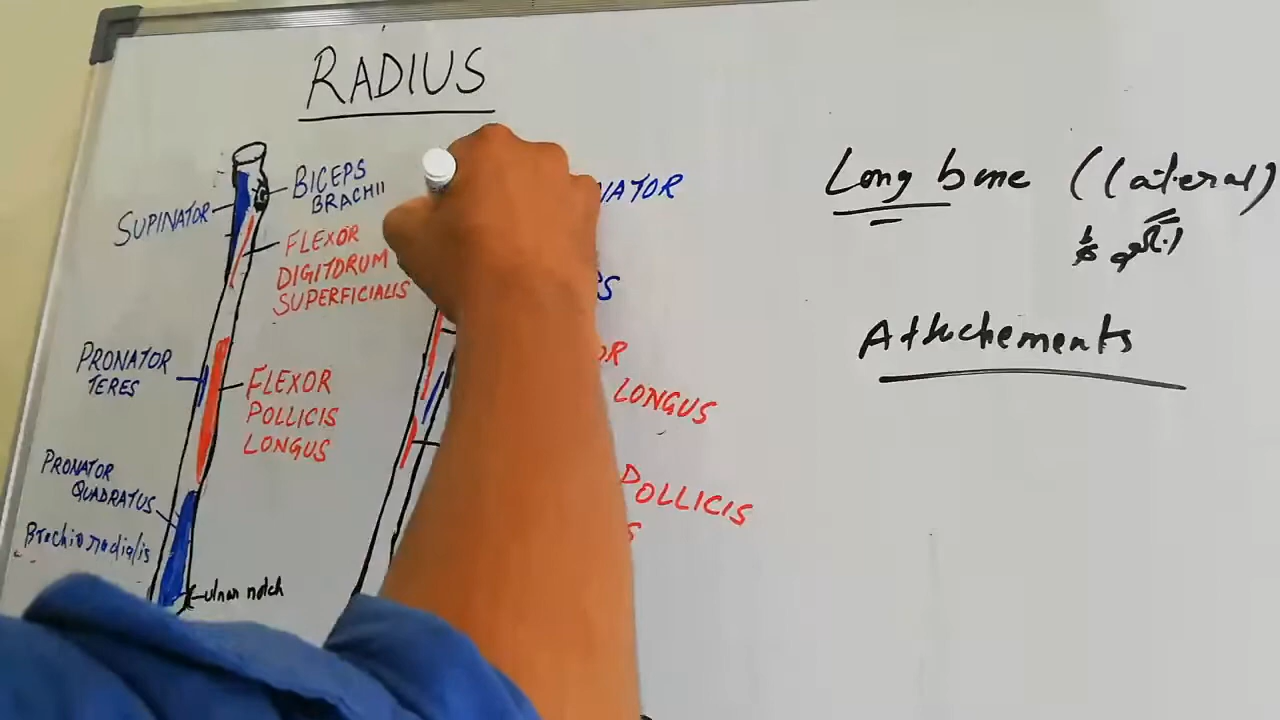 RADIUS
BICEPS
BRACHII
SUPINATOR
FLEXOR
DIGITORUM
SUPERFICIALIS
PRONATOR
TERES
FLEXOR
POLLICIS
LONGUS
PRONATOR
QUADRATUS
Brachioradialis
ulnar notch
LONGUS
POLLICIS
Long bone (Lateral)
Attachements